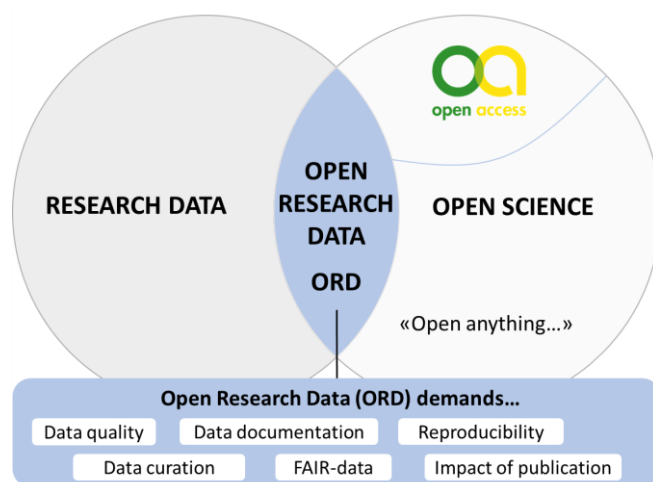 oa
open access
RESEARCH DATA
OPEN
RESEARCH
DATA
ORD
OPEN SCIENCE
«Open anything...»
Open Research Data (ORD) demands...
Data quality
Data documentation
Reproducibility
Data curation
FAIR-data
Impact of publication